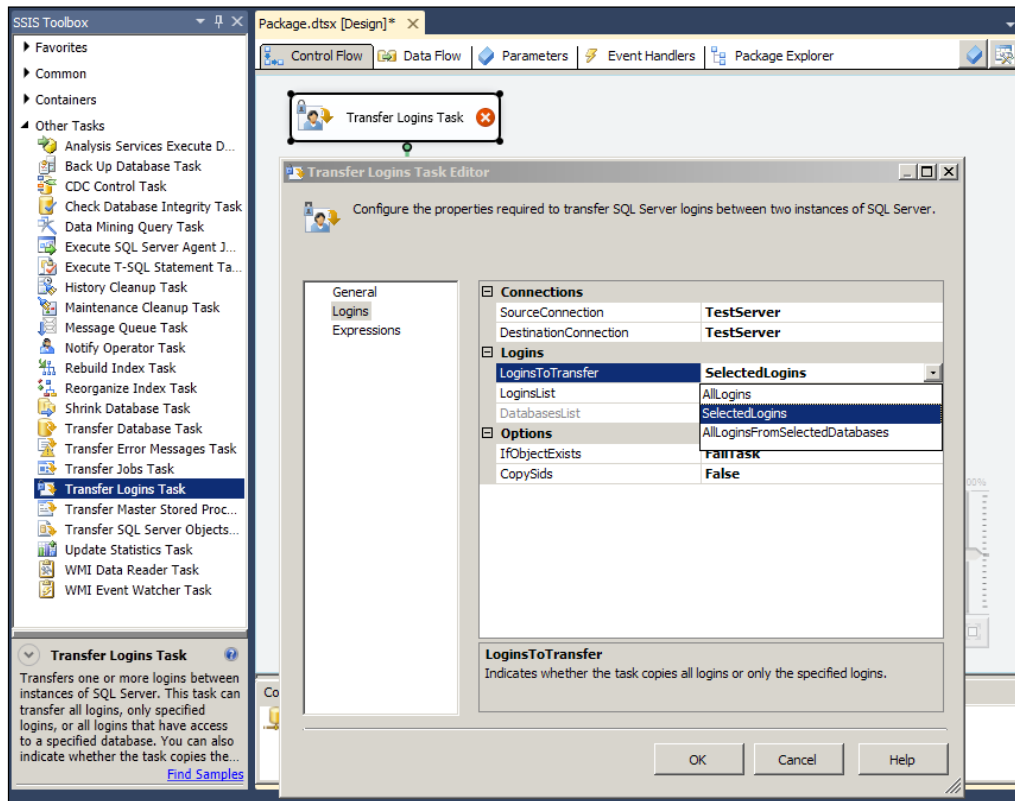 SSIS Toolbox
Favorites
Common
Containers
Other Tasks
Analysis Services Execute D...
Back Up Database Task
CDC Control Task
Check Database Integrity Task
Data Mining Query Task
Execute SQL Server Agent J...
Execute T-SQL Statement Ta...
History Cleanup Task
Maintenance Cleanup Task
Message Queue Task
Notify Operator Task
Rebuild Index Task
Reorganize Index Task
Shrink Database Task
Transfer Database Task
Transfer Error Messages Task
Transfer Jobs Task
Transfer Logins Task
Transfer Master Stored Proc...
Transfer SQL Server Objects...
Update Statistics Task
WMI Data Reader Task
WMI Event Watcher Task
Transfer Logins Task
Transfers one or more logins between
instances of SQL Server. This task can
transfer all logins, only specified
logins, or all logins that have access
to a specified database. You can also
indicate whether the task copies the...
Find Samples
Package.dtsx [Design]*
Control Flow Data Flow Parameters Event Handlers Package Explorer
Transfer Logins Task
Transfer Logins Task Editor
Configure the properties required to transfer SQL Server logins between two instances of SQL Server.
General
Logins
Expressions
Connections
SourceConnection TestServer
DestinationConnection TestServer
Logins
LoginsToTransfer SelectedLogins
LoginsList AllLogins
DatabasesList SelectedLogins
AllLoginsFromSelectedDatabases
Options
IfObjectExists FailTask
CopySids False
LoginsToTransfer
Indicates whether the task copies all logins or only the specified logins.
OK Cancel Help
Co
00%